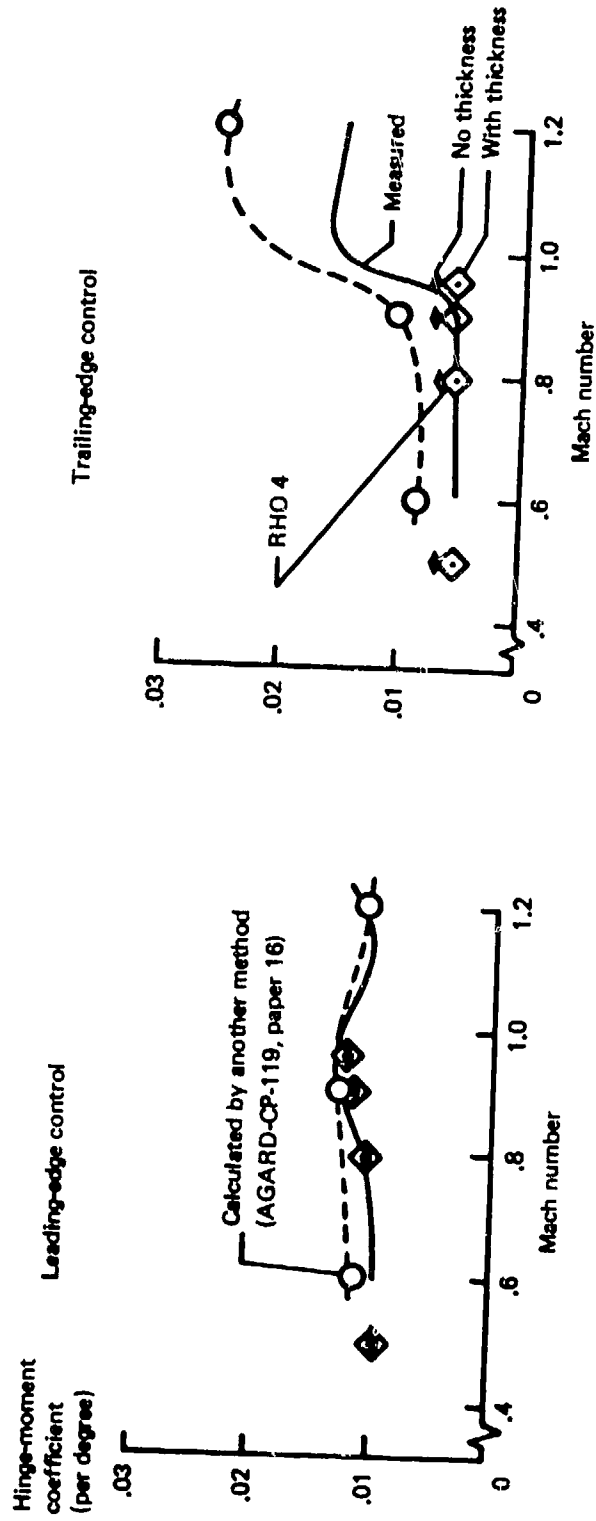 Hinge-moment
coefficient
(per degree)
Leading-edge control
.03
.02
.01
0
.4
.6
.8
1.0
1.2
Mach number
Calculated by another method
(AGARD-CP-119, paper 16)
Trailing-edge control
.03
.02
.01
0
.4
.6
.8
1.0
1.2
Mach number
RHO 4
Measured
No thickness
With thickness